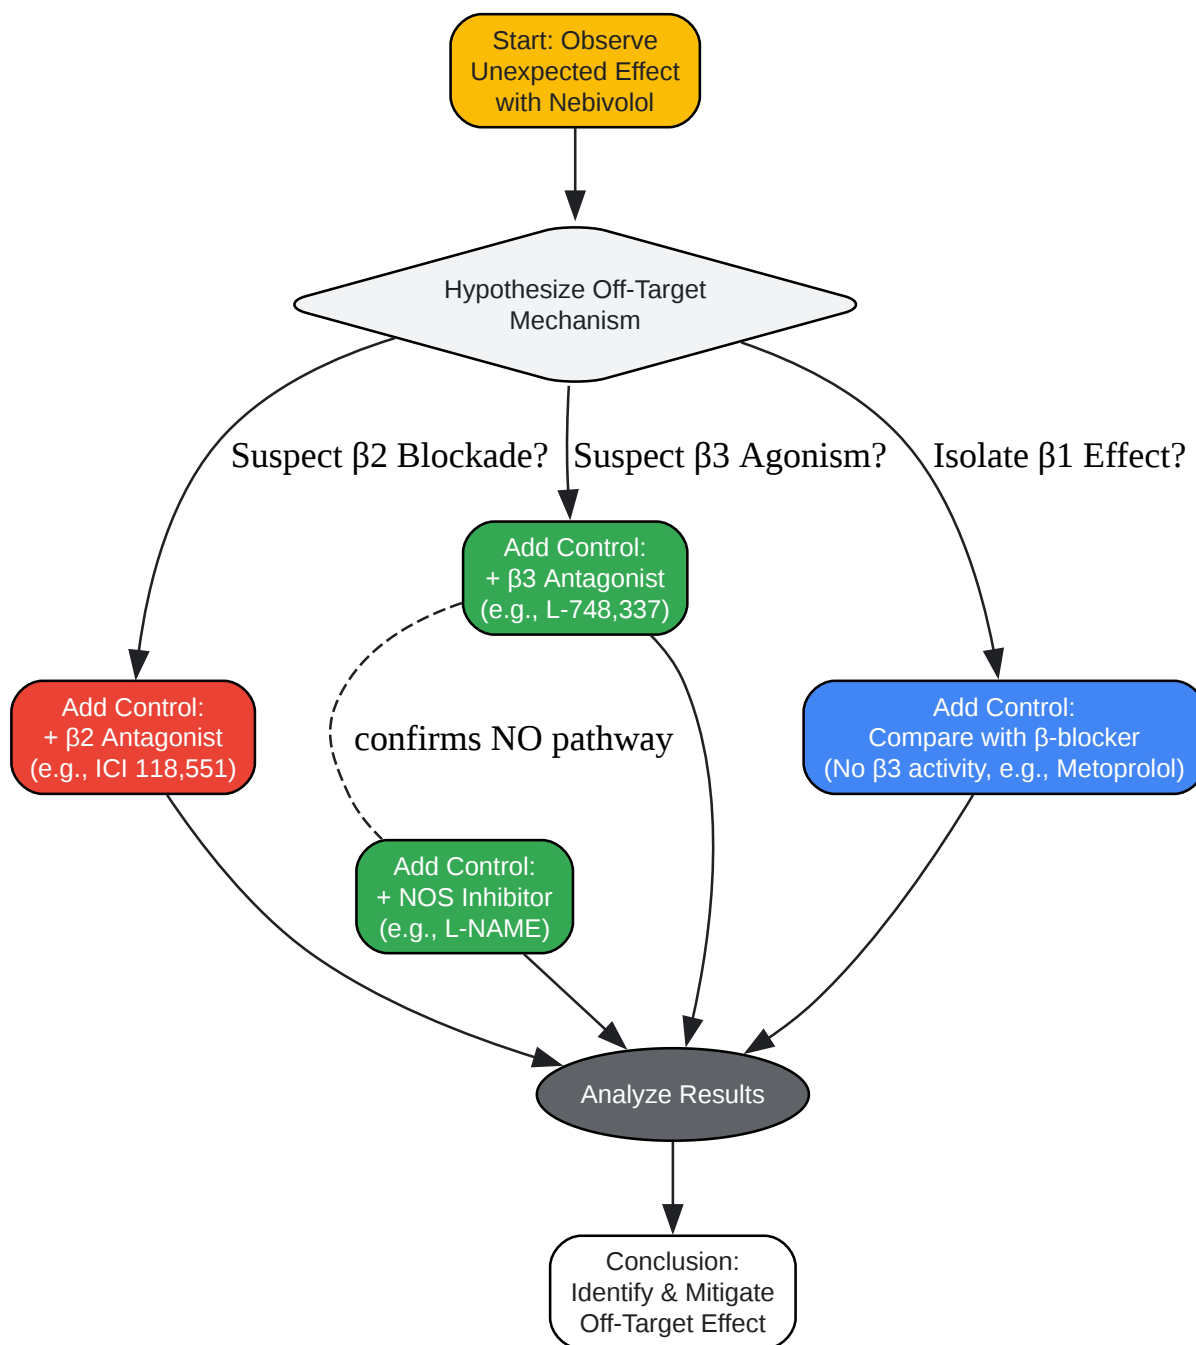 Start: Observe
Unexpected Effect
with Nebivolol
Hypothesize Off-Target
Mechanism
Suspect β2 Blockade?
Suspect β3 Agonism?
Isolate β1 Effect?
Add Control:
+ β3 Antagonist
(e.g., L-748,337)
Add Control:
+ β2 Antagonist
(e.g., ICI 118,551)
confirms NO pathway
Add Control:
Compare with β-blocker
(No β3 activity, e.g., Metoprolol)
Add Control:
+ NOS Inhibitor
(e.g., L-NAME)
Analyze Results
Conclusion:
Identify & Mitigate
Off-Target Effect